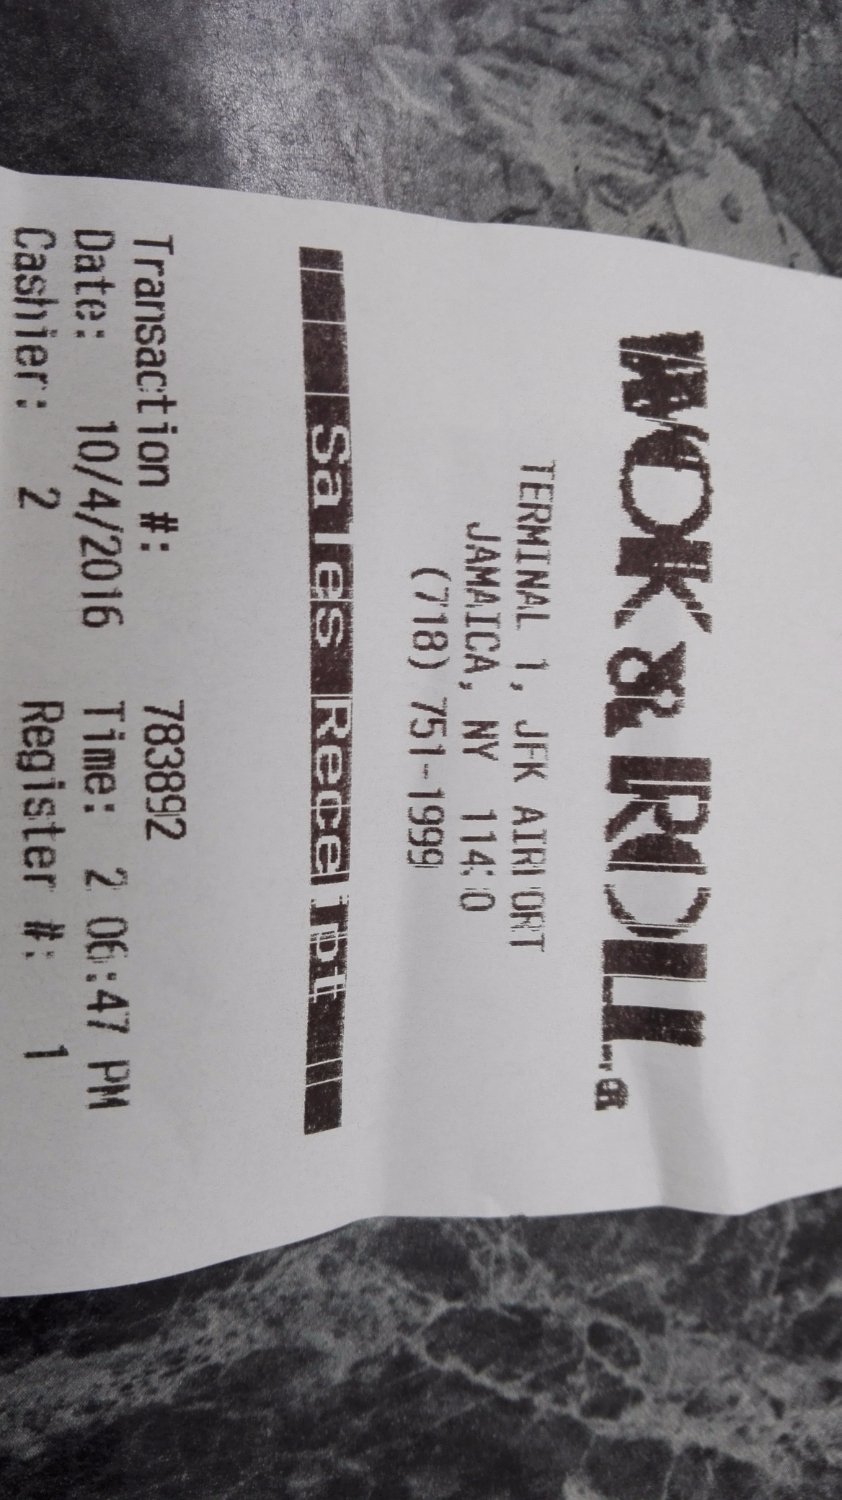 WOK & ROLL
TERMINAL 1, JFK AIRPORT
JAMAICA, NY
(718) 751-1999
Sales Receipt
Transaction #: 783892
Date: 10/4/2016 Time: 2 06:47 PM
Cashier: 2 Register #: 1